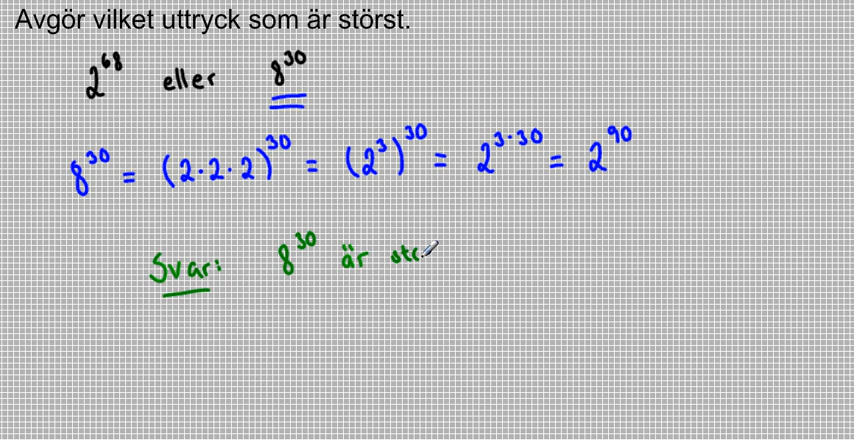 Avgör vilket uttryck som är störst.
2^68 eller 8^30
8^30 = (2·2·2)^30 = (2^3)^30 = 2^3·30 = 2^90
Svar: 8^30 är